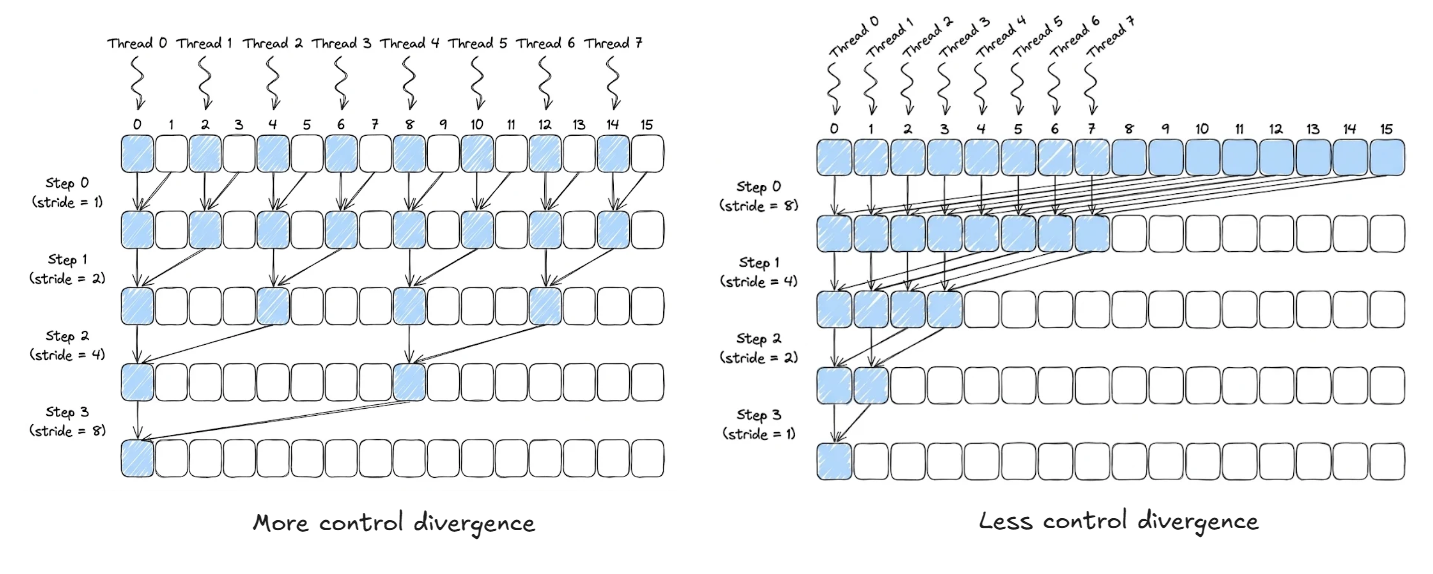 Thread 0 Thread 1 Thread 2 Thread 3 Thread 4 Thread 5 Thread 6 Thread 7
0 1 2 3 4 5 6 7 8 9 10 11 12 13 14 15
Step 0
(stride = 1)
Step 1
(stride = 2)
Step 2
(stride = 4)
Step 3
(stride = 8)
More control divergence
Thread 0
Thread 1
Thread 2
Thread 3
Thread 4
Thread 5
Thread 6
Thread 7
0 1 2 3 4 5 6 7 8 9 10 11 12 13 14 15
Step 0
(stride = 8)
Step 1
(stride = 4)
Step 2
(stride = 2)
Step 3
(stride = 1)
Less control divergence